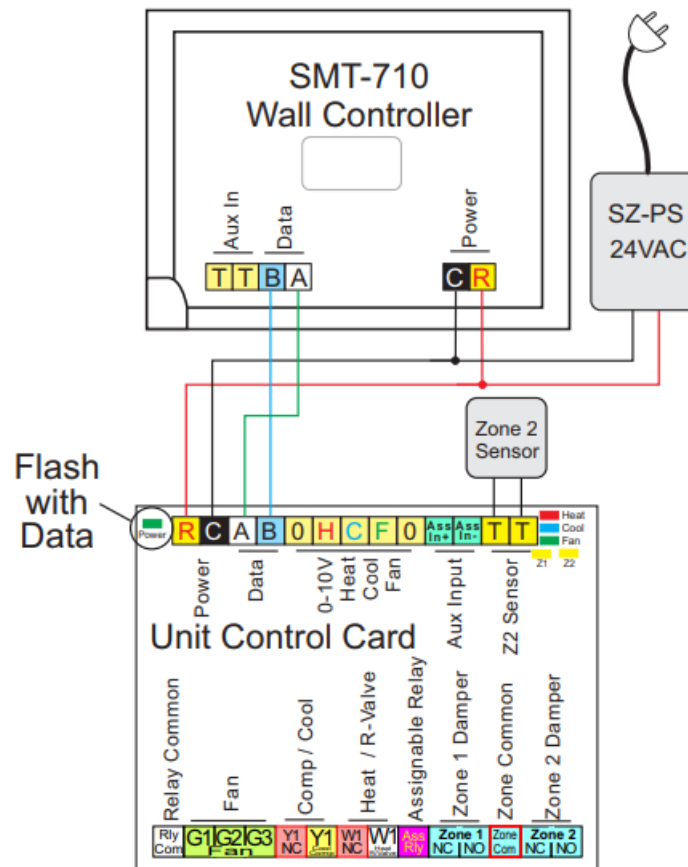 SMT-710
Wall Controller
SZ-PS
24VAC
Aux In
Data
Power
T T B A
C R
Zone 2
Sensor
Flash
with
Data
Power
R C A B 0 H C F 0 Ass In+ Ass In- T T
Heat
Cool
Fan
Z1 Z2
Power
Data
0-10V
Heat
Cool
Fan
Aux Input
Z2 Sensor
Unit Control Card
Relay Common
Fan
Comp / Cool
Heat / R-Valve
Assignable Relay
Zone 1 Damper
Zone Common
Zone 2 Damper
Rly Com
G1 G2 G3
Fan
Y1 NC
Y1
W1 NC
W1
Ass Rly
Zone 1
NC NO
Zone Com
Zone 2
NC NO